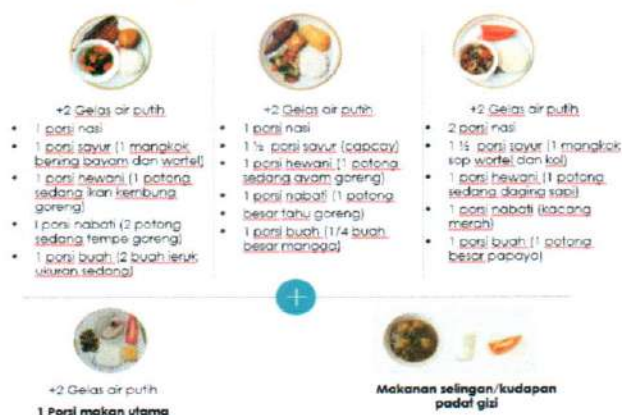 +2 Gelas air putih
• 1 porsi nasi
• 1 porsi sayur (1 mangkok
bening bayam dan wortel)
• 1 porsi hewani (1 potong
sedang ikan kembung
goreng)
• 1 porsi nabati (2 potong
sedang tempe goreng)
• 1 porsi buah (2 buah jeruk
ukuran sedang)
+2 Gelas air putih
• 1 porsi nasi
• 1 ½ porsi sayur (capcay)
• 1 porsi hewani (1 potong
sedang ayam goreng)
• 1 porsi nabati (1 potong
• besar tahu goreng)
• 1 porsi buah (1/4 buah
besar mangga)
+2 Gelas air putih
• 2 porsi nasi
• 1 ½ porsi sayur (1 mangkok
sop wortel dan kol)
• 1 porsi hewani (1 potong
sedang daging sapi)
• 1 porsi nabati (kacang
merah)
• 1 porsi buah (1 potong
besar papaya)
+
+2 Gelas air putih
1 Porsi makan utama
Makanan selingan/kudapan
padat gizi